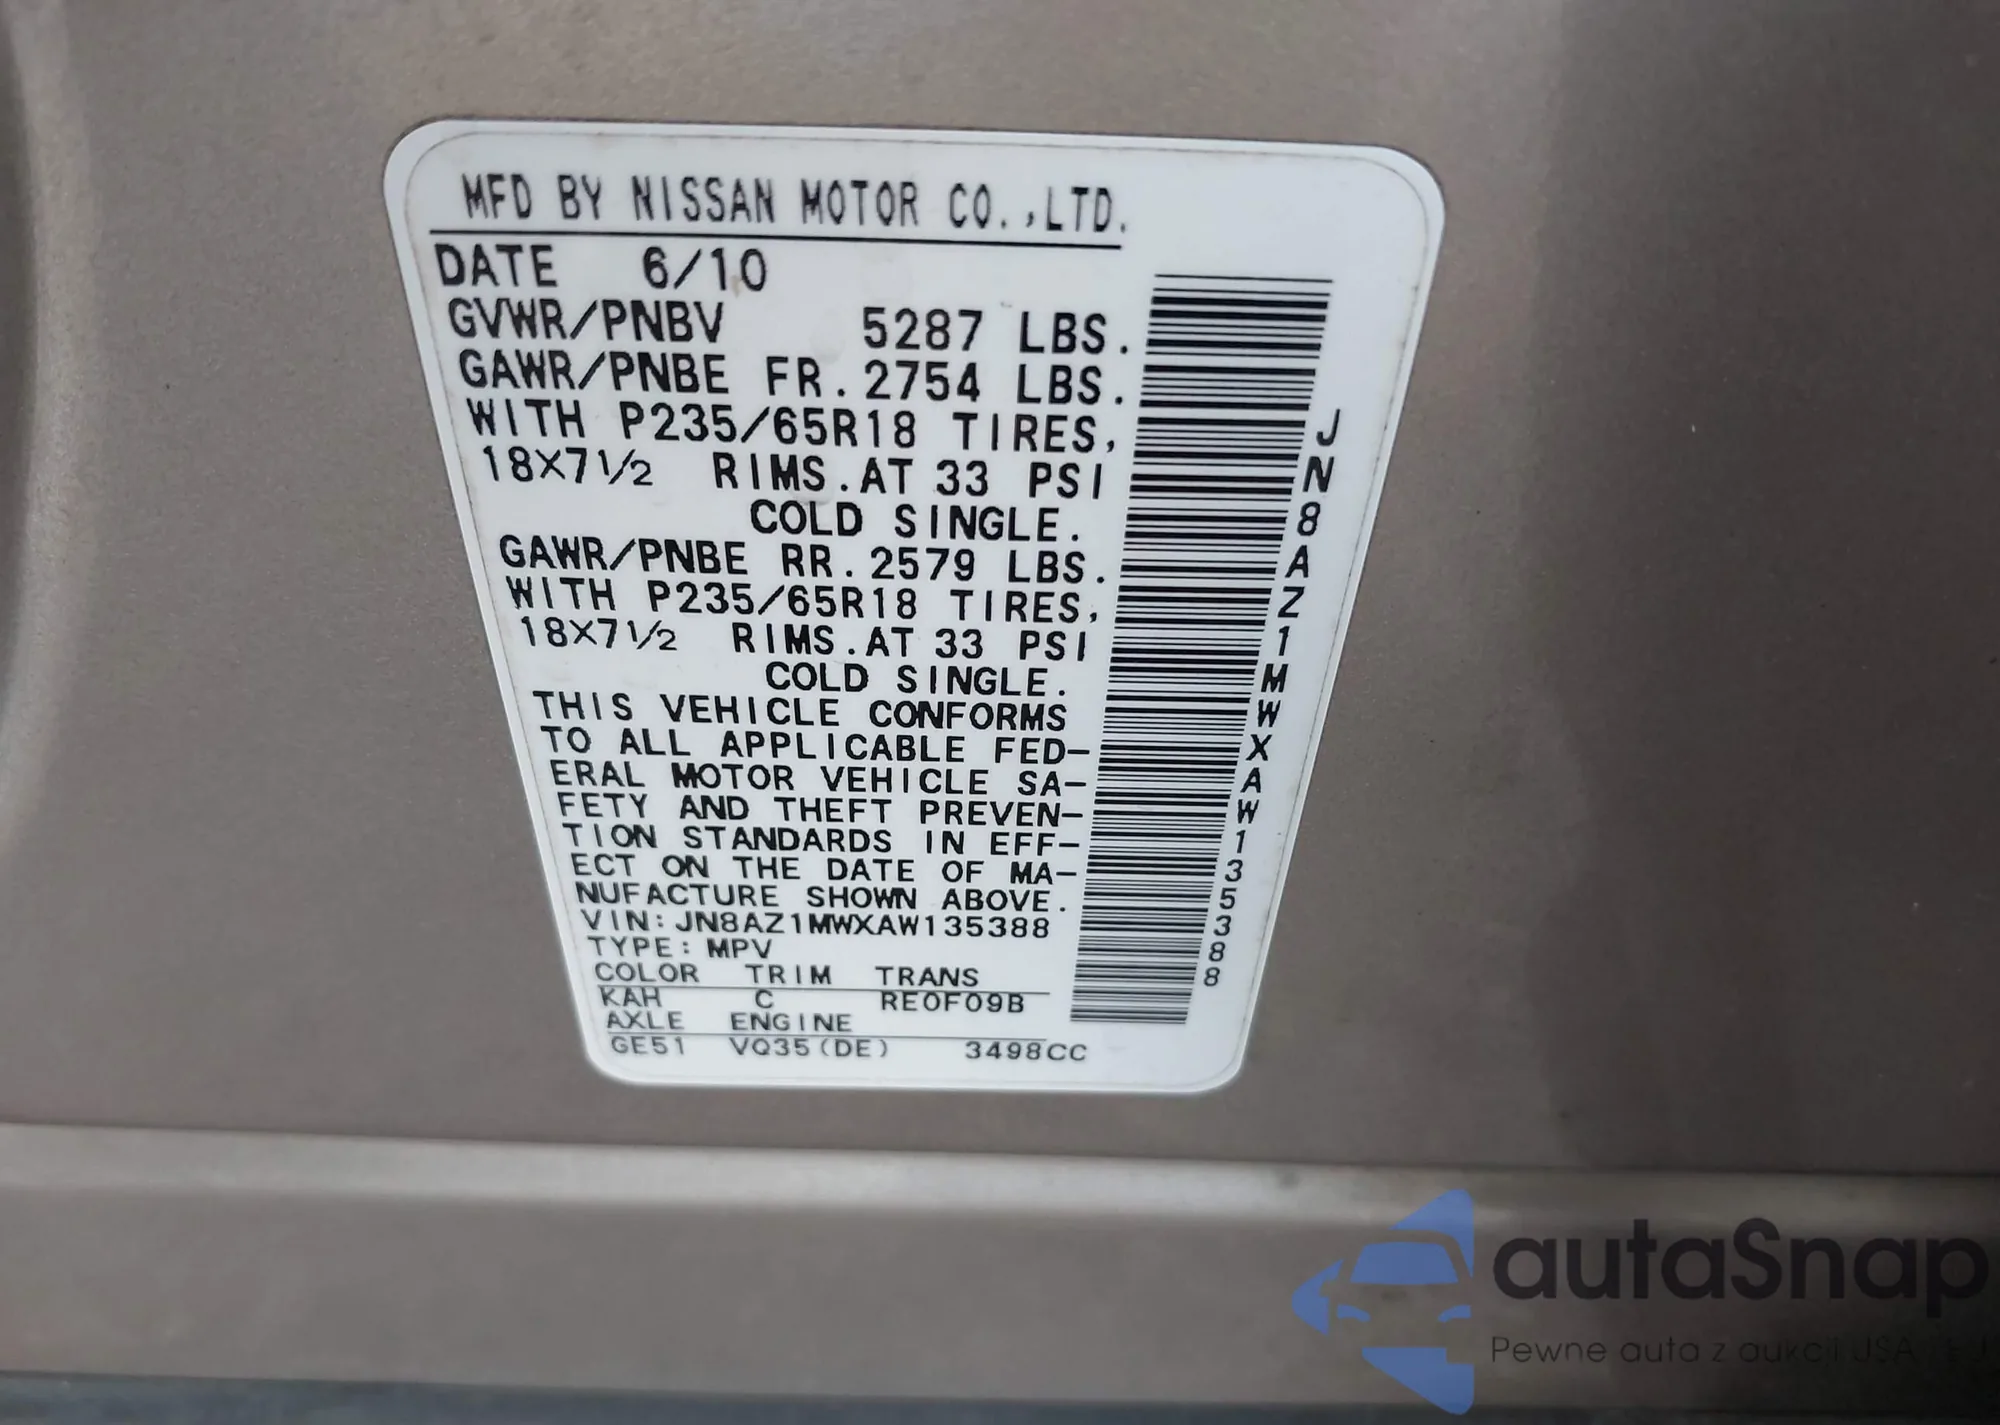 MFD BY NISSAN MOTOR CO.,LTD.
DATE 6/10
GVWR/PNBV 5287 LBS.
GAWR/PNBE FR.2754 LBS.
WITH P235/65R18 TIRES,
18X7 1/2 RIMS.AT 33 PSI
COLD SINGLE.
GAWR/PNBE RR.2579 LBS.
WITH P235/65R18 TIRES,
18X7 1/2 RIMS.AT 33 PSI
COLD SINGLE.
THIS VEHICLE CONFORMS
TO ALL APPLICABLE FED-
ERAL MOTOR VEHICLE SA-
FETY AND THEFT PREVEN-
TION STANDARDS IN EFF-
ECT ON THE DATE OF MA-
NUFACTURE SHOWN ABOVE.
VIN:JN8AZ1MWXAW135388
TYPE:MPV
COLOR TRIM TRANS
KAH C RE0F09B
AXLE ENGINE
GE51 VQ35(DE) 3498CC
JN8AZ1MWXAW135388
autaSnap
Pewne auta z aukcji USA